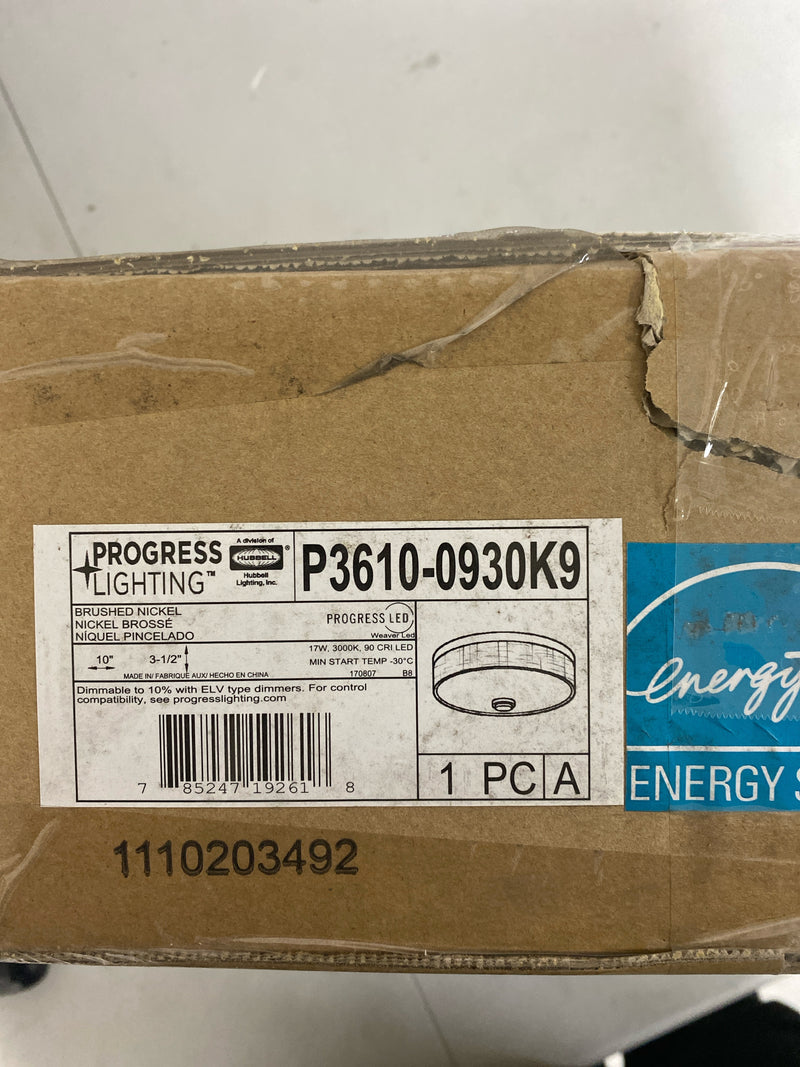 PROGRESS
LIGHTING™
A division of
HUBBELL®
Hubbell
Lighting, Inc.
P3610-0930K9
BRUSHED NICKEL
NICKEL BROSSÉ
NÍQUEL PINCELADO
PROGRESS LED
Weaver Led
10" 3-1/2"
17W, 3000K, 90 CRI LED
MIN START TEMP -30°C
MADE IN/ FABRIQUÉ AUX/ HECHO EN CHINA 170807 B8
Dimmable to 10% with ELV type dimmers. For control
compatibility, see progresslighting.com
7 85247 19261 8
1 PC A
energy
ENERGY
1110203492